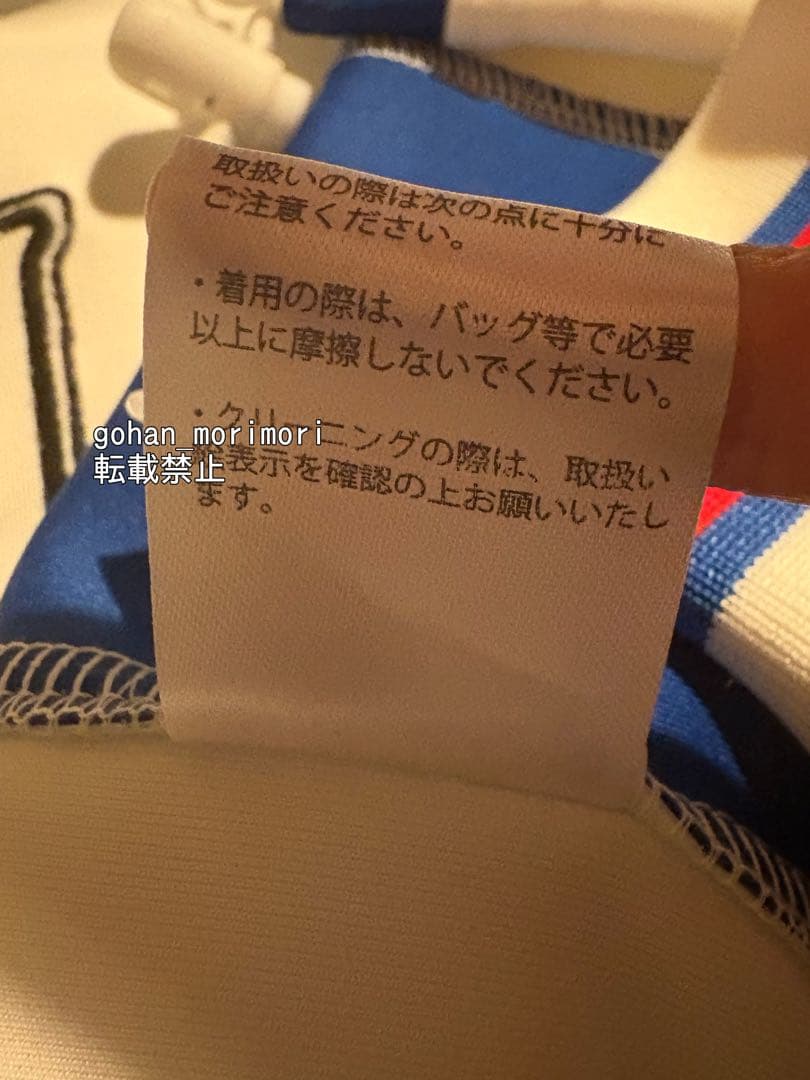 取扱いの際は次の点に十分に
ご注意ください。
・着用の際は、バッグ等で必要
以上に摩擦しないでください。
・クリーニングの際は、取扱い
絵表示を確認の上お願いいたし
ます。
gohan_morimori
転載禁止